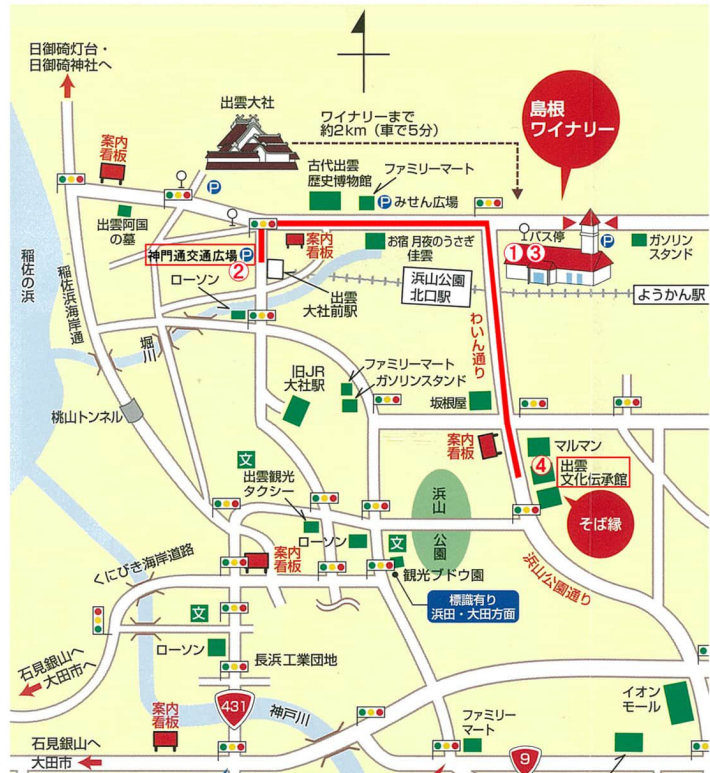 日御碕灯台・
日御碕神社へ
出雲大社
ワイナリーまで
約2km（車で5分）
島根
ワイナリー
案内
看板
P
古代出雲
歴史博物館
ファミリーマート
P みせん広場
出雲阿国
の墓
バス停
P
ガソリン
スタンド
①③
神門通交通広場 P
②
案内
看板
お宿 月夜のうさぎ
佳雲
稲佐の浜
稲佐浜海岸通
ローソン
出雲
大社前駅
浜山公園
北口駅
ようかん駅
堀川
わいん通り
旧JR
大社駅
ファミリーマート
ガソリンスタンド
坂根屋
桃山トンネル
案内
看板
マルマン
④
出雲
文化伝承館
そば縁
文
出雲観光
タクシー
浜山
公園
ローソン
文
観光ブドウ園
くにびき海岸道路
案内
看板
標識有り
浜田・大田方面
浜山公園通り
文
ローソン
長浜工業団地
石見銀山へ
大田市へ
431
神戸川
案内
看板
イオン
モール
ファミリー
マート
石見銀山へ
大田市
9